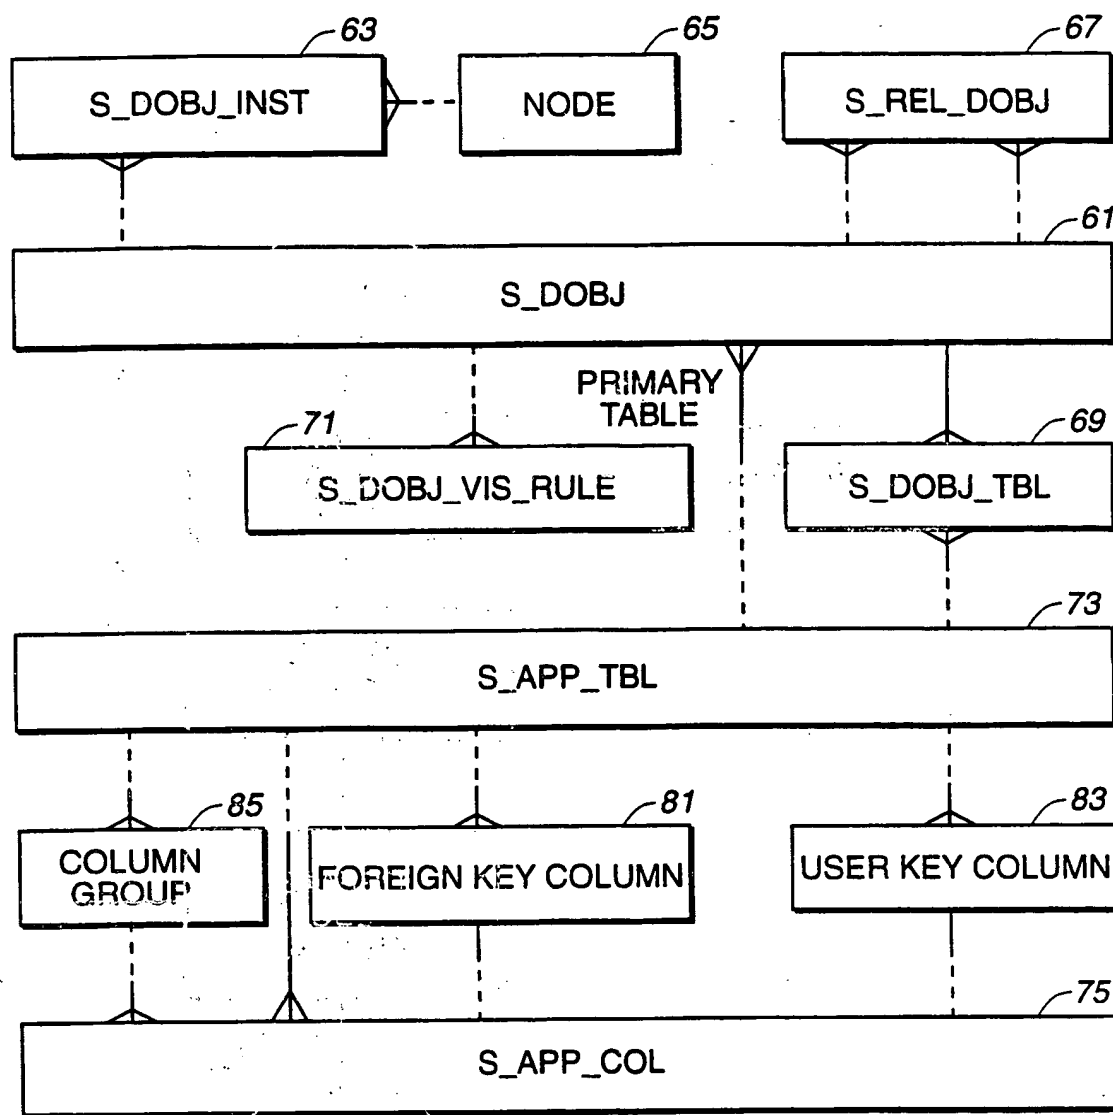 63
65
67
S_DOBJ_INST
NODE
S_REL_DOBJ
61
S_DOBJ
PRIMARY
TABLE
71
69
S_DOBJ_VIS_RULE
S_DOBJ_TBL
73
S_APP_TBL
85
81
83
COLUMN
GROUP
FOREIGN KEY COLUMN
USER KEY COLUMN
75
S_APP_COL